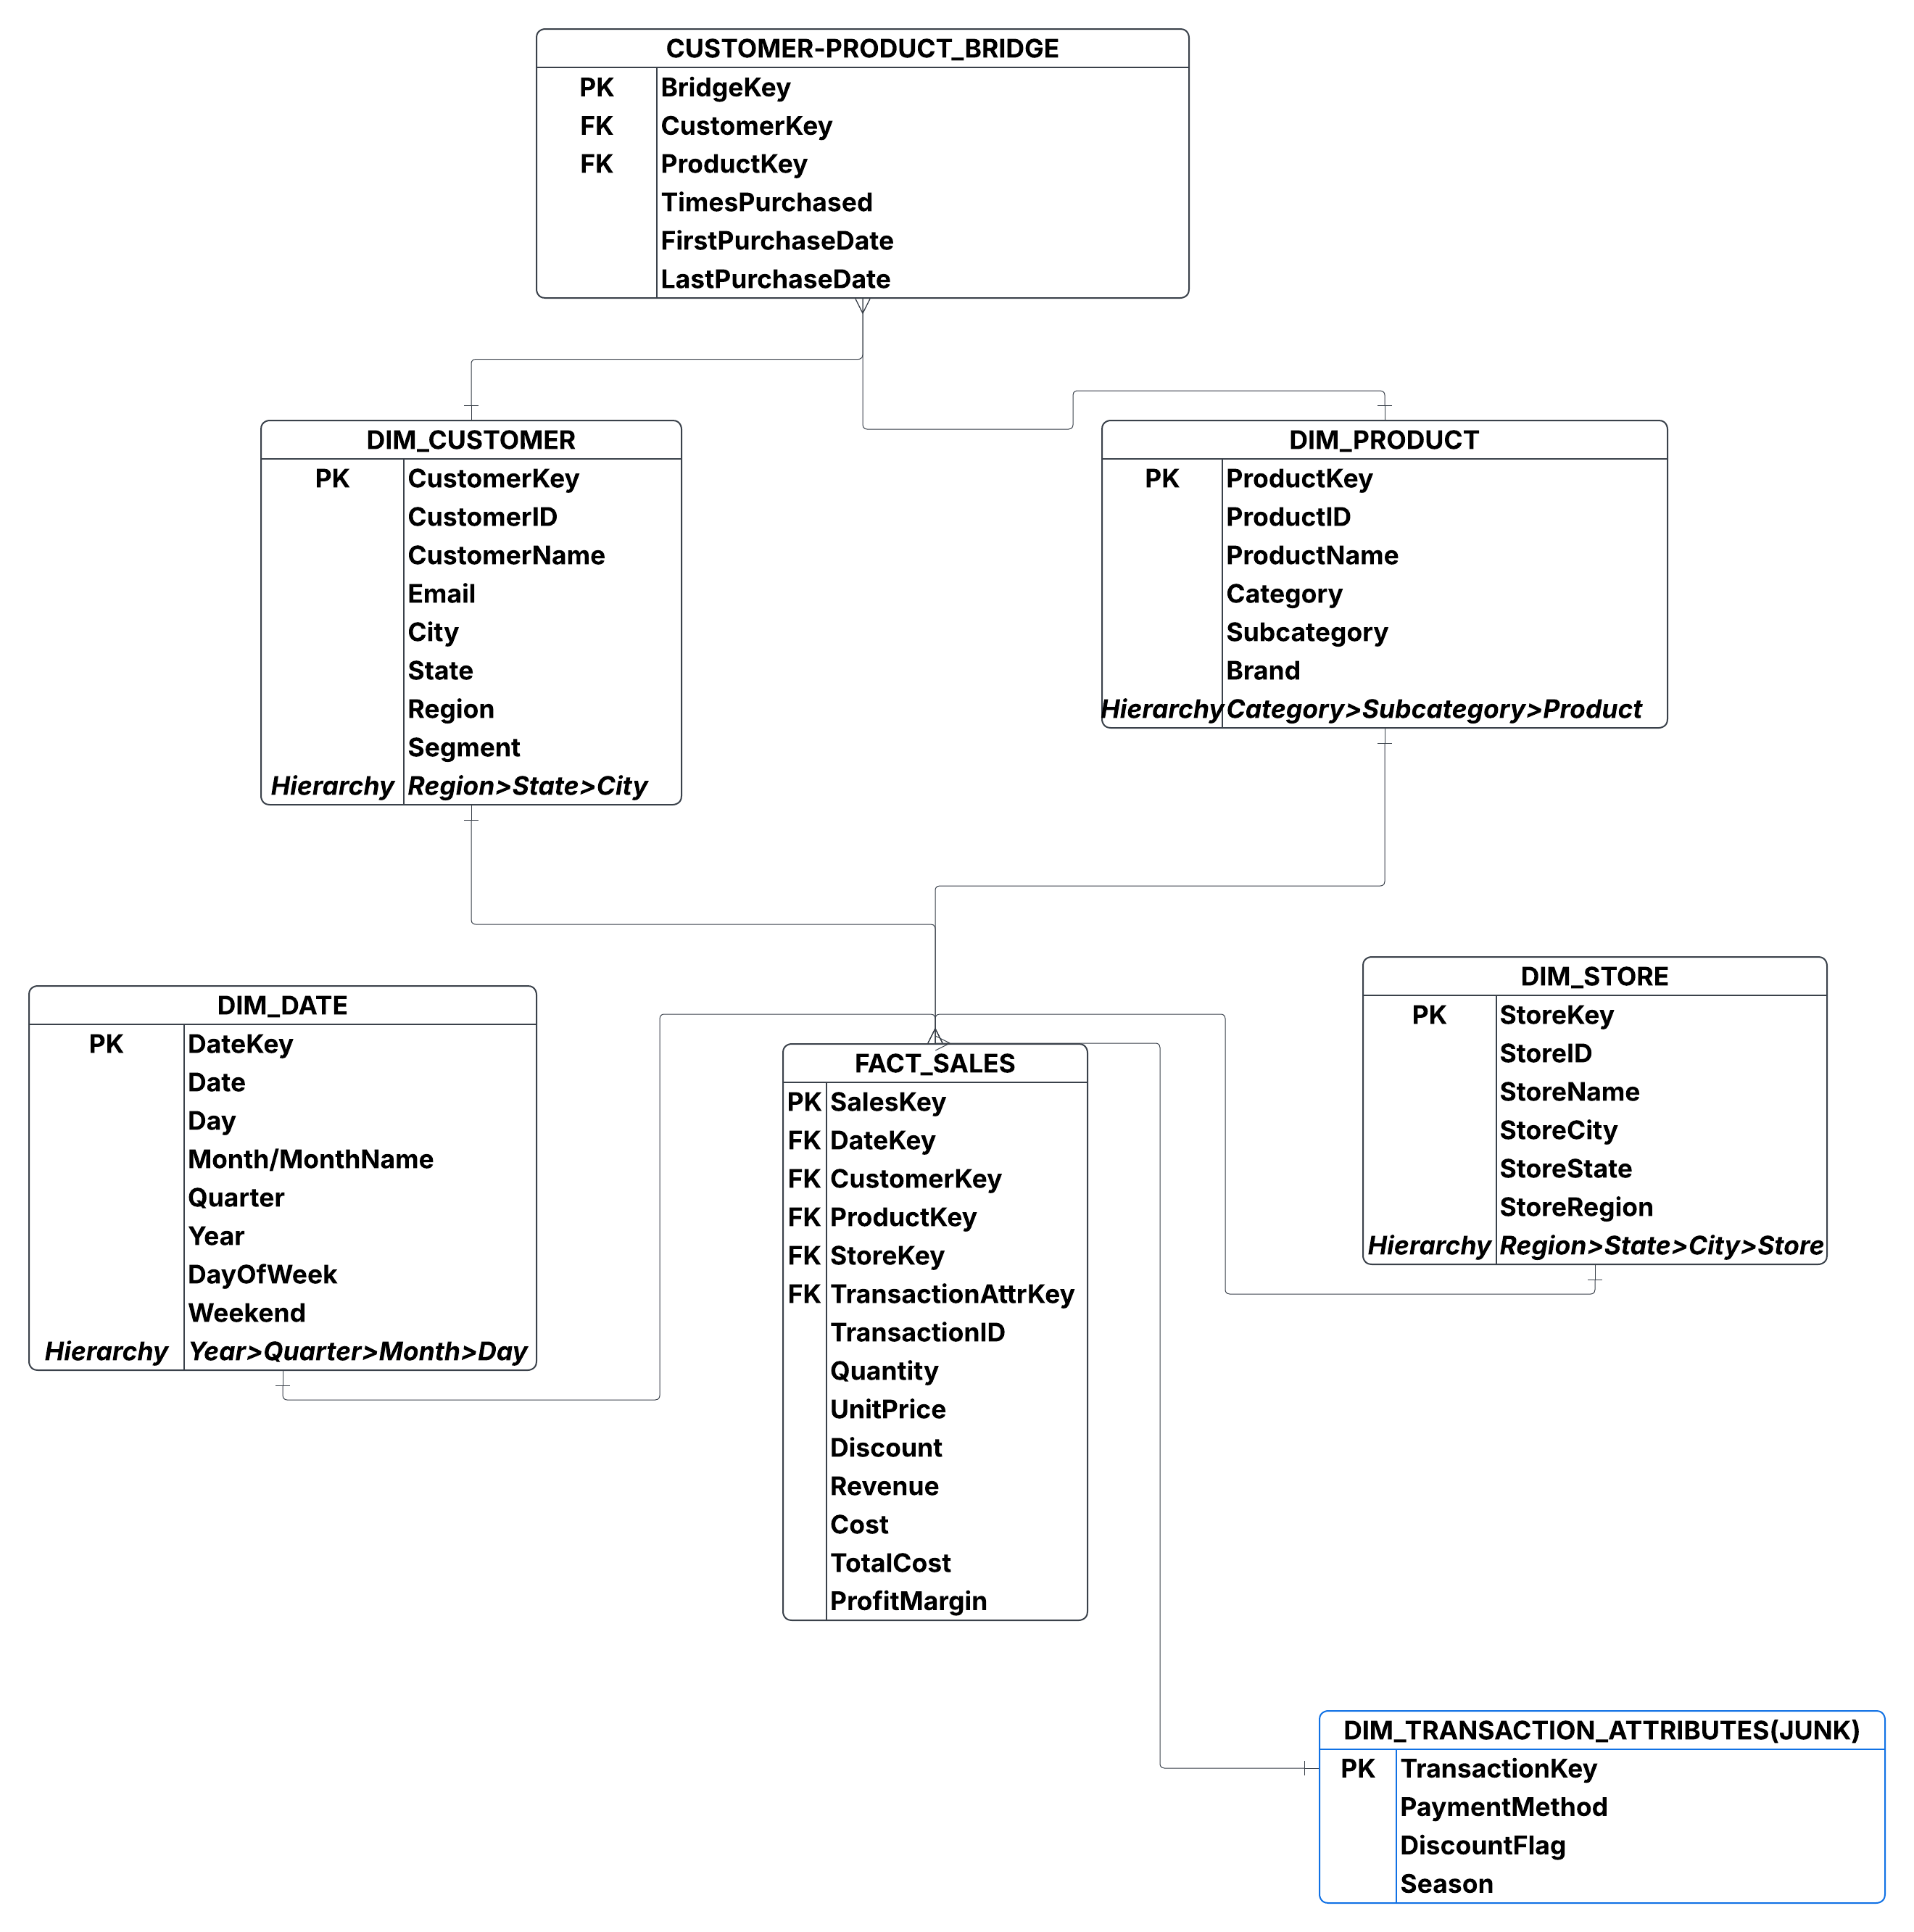 CUSTOMER-PRODUCT_BRIDGE
PK BridgeKey
FK CustomerKey
FK ProductKey
TimesPurchased
FirstPurchaseDate
LastPurchaseDate
DIM_CUSTOMER
PK CustomerKey
CustomerID
CustomerName
Email
City
State
Region
Segment
Hierarchy Region>State>City
DIM_PRODUCT
PK ProductKey
ProductID
ProductName
Category
Subcategory
Brand
Hierarchy Category>Subcategory>Product
DIM_DATE
PK DateKey
Date
Day
Month/MonthName
Quarter
Year
DayOfWeek
Weekend
Hierarchy Year>Quarter>Month>Day
FACT_SALES
PK SalesKey
FK DateKey
FK CustomerKey
FK ProductKey
FK StoreKey
FK TransactionAttrKey
TransactionID
Quantity
UnitPrice
Discount
Revenue
Cost
TotalCost
ProfitMargin
DIM_STORE
PK StoreKey
StoreID
StoreName
StoreCity
StoreState
StoreRegion
Hierarchy Region>State>City>Store
DIM_TRANSACTION_ATTRIBUTES(JUNK)
PK TransactionKey
PaymentMethod
DiscountFlag
Season